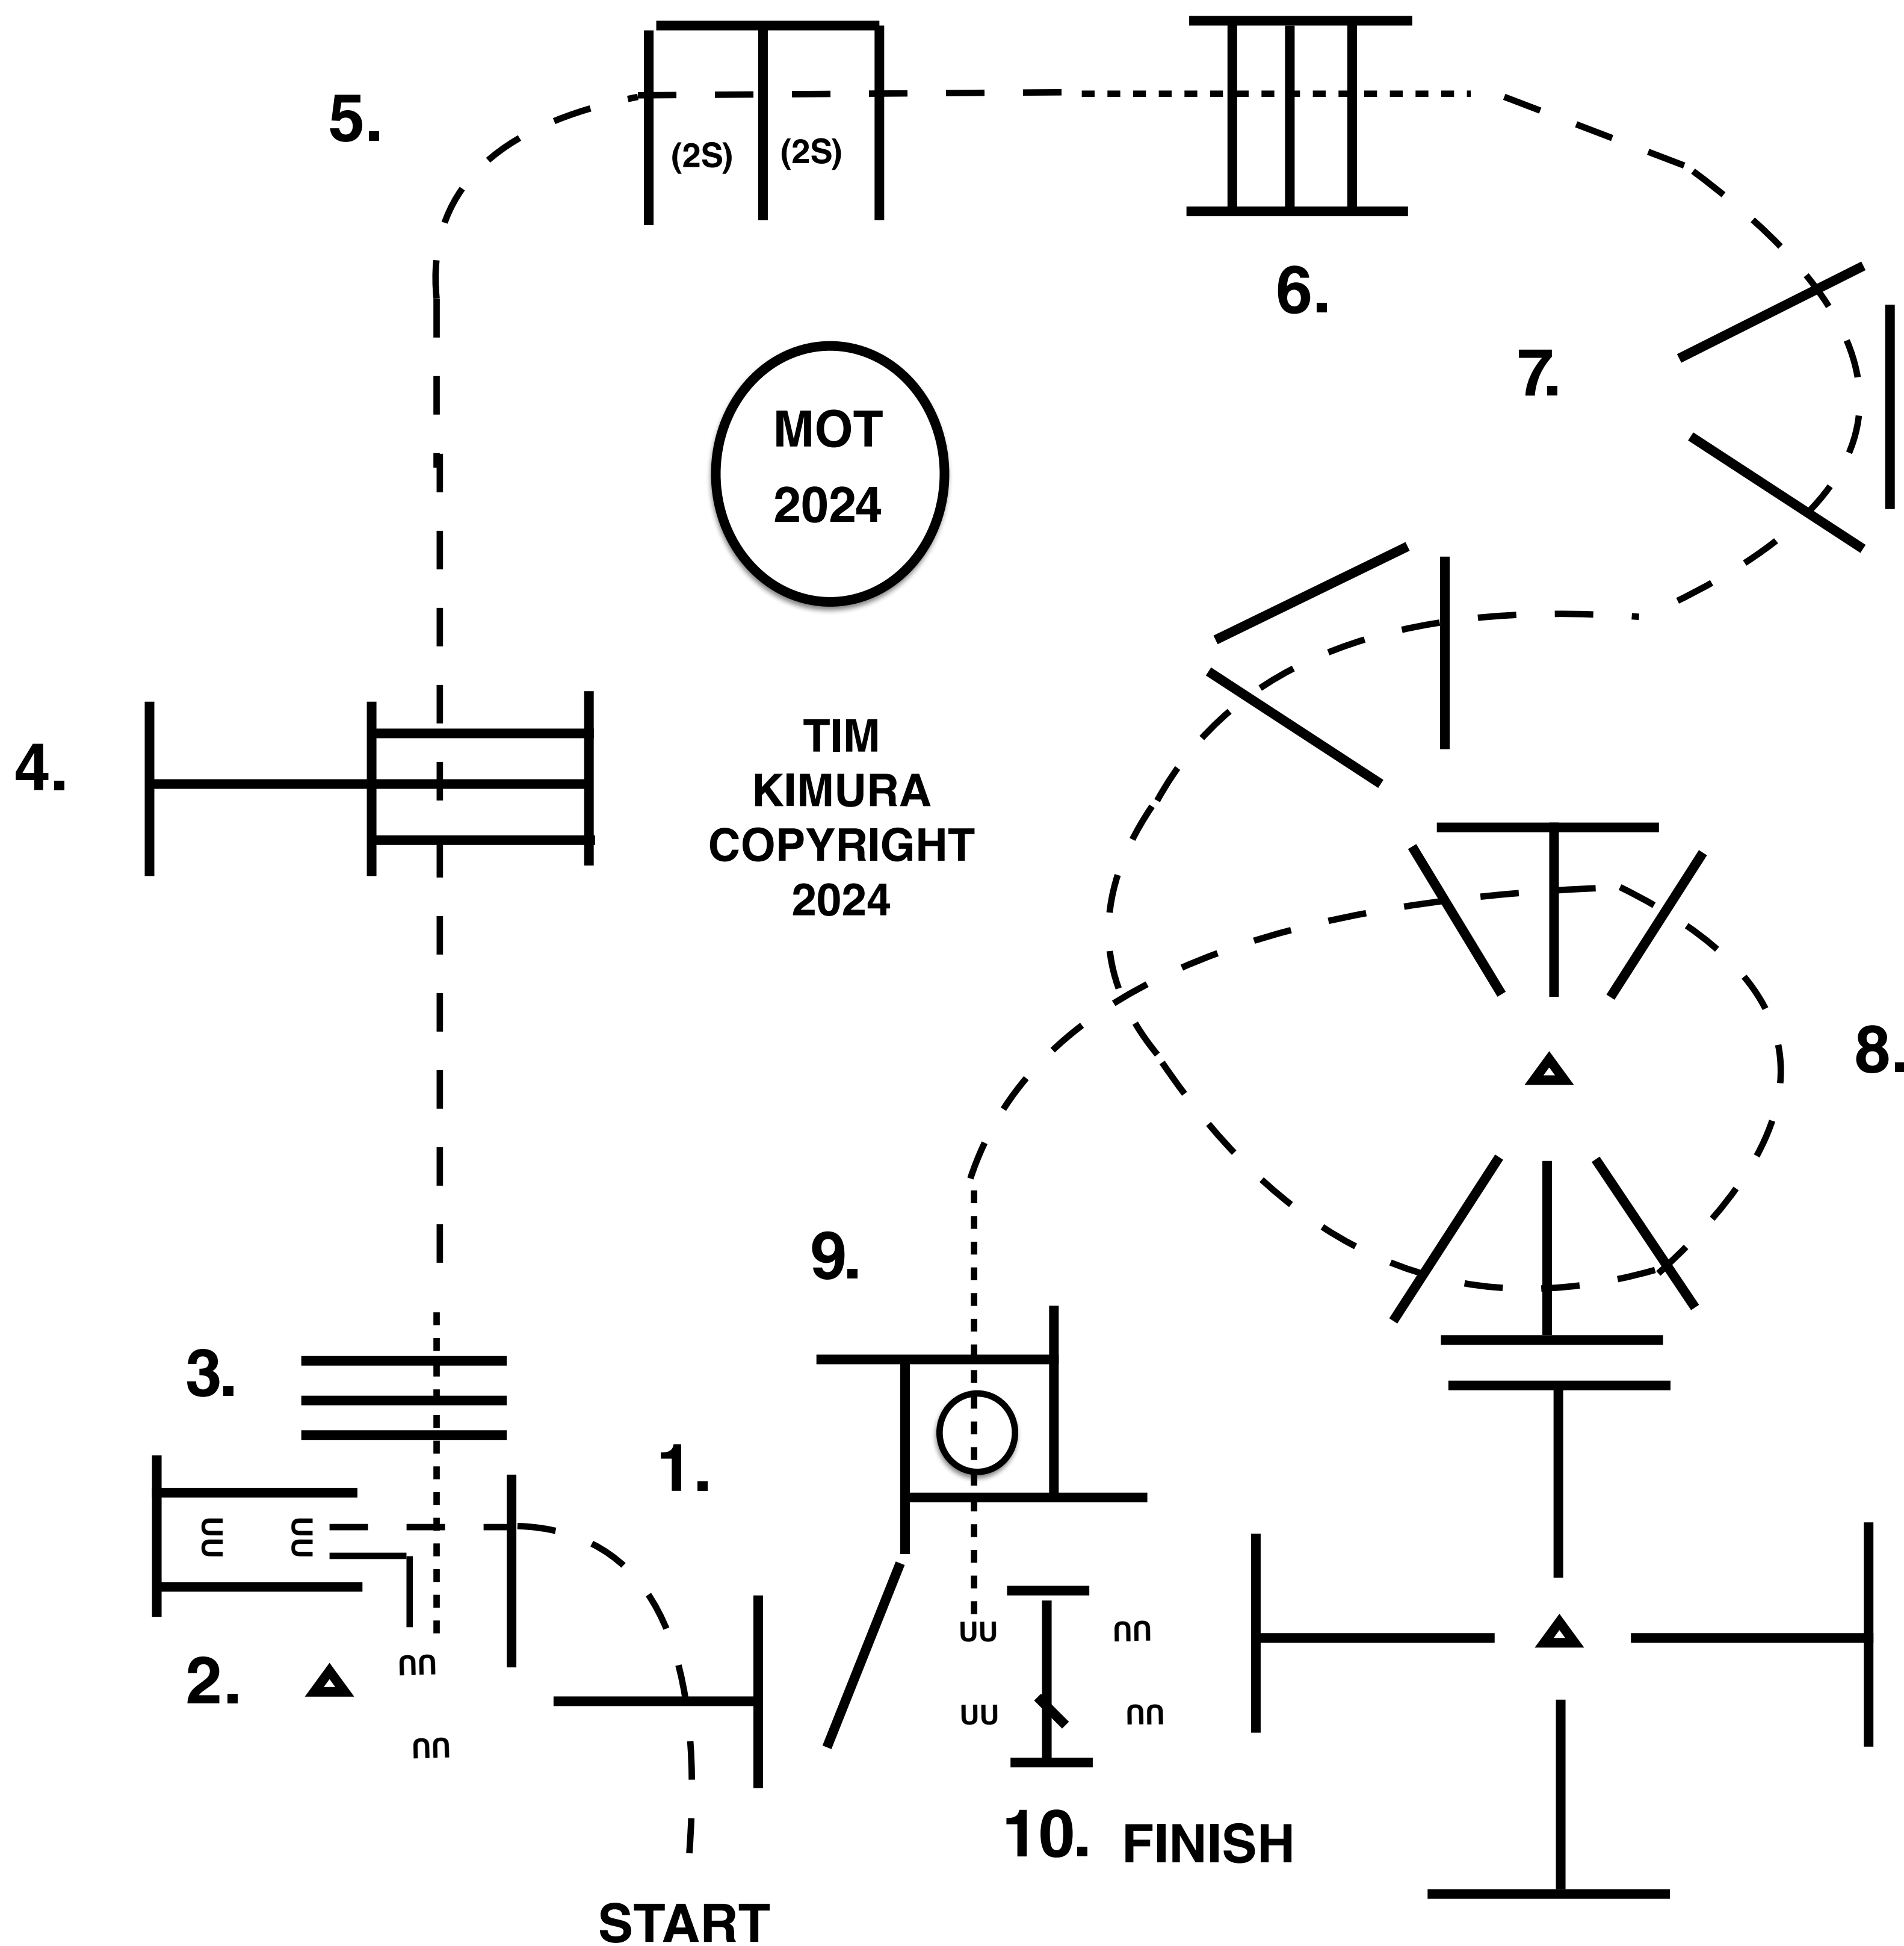 5.
(2S)
(2S)
6.
7.
MOT
2024
4.
TIM
KIMURA
COPYRIGHT
2024
8.
9.
3.
1.
2.
10. FINISH
START